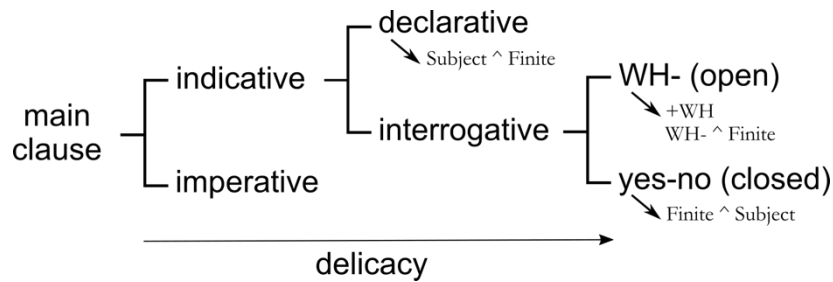 main
clause
indicative
imperative
declarative
Subject ^ Finite
interrogative
WH- (open)
+WH
WH- ^ Finite
yes-no (closed)
Finite ^ Subject
delicacy